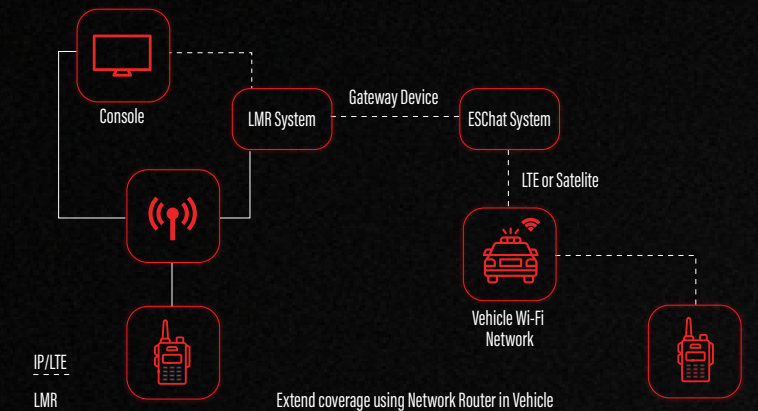 Console
LMR System
Gateway Device
ESChat System
LTE or Satelite
Vehicle Wi-Fi
Network
IP/LTE
LMR
Extend coverage using Network Router in Vehicle